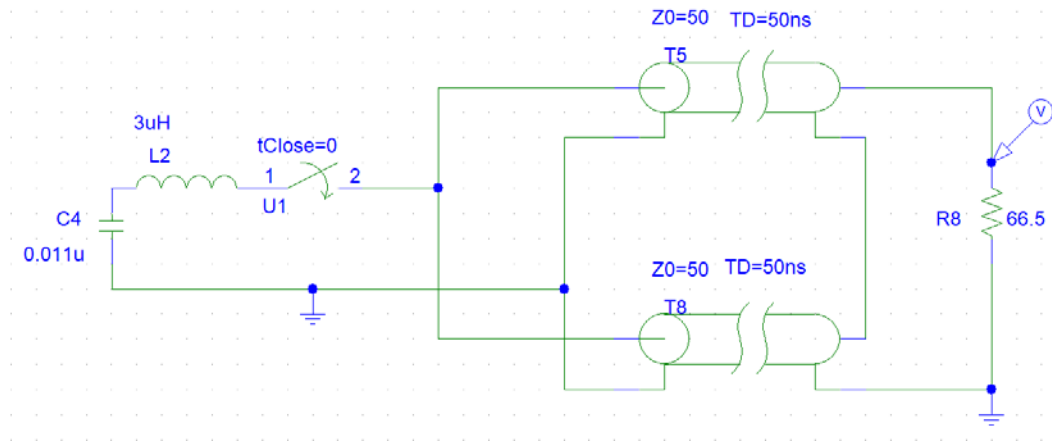 Z0=50 TD=50ns
T5
V
3uH
L2
tClose=0
1 2
U1
C4
0.011u
R8 66.5
Z0=50 TD=50ns
T8